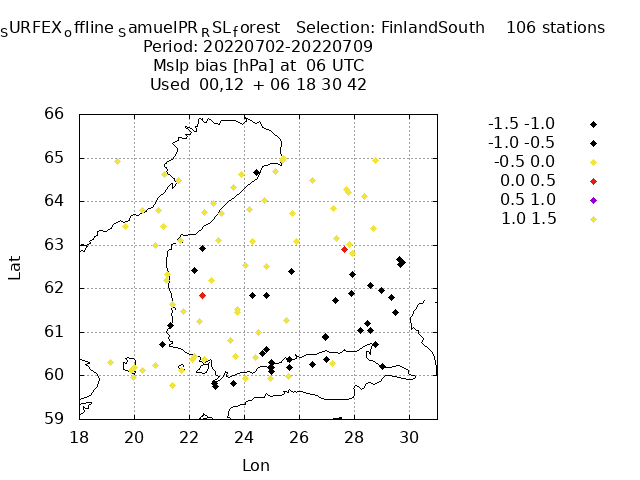 SURFEXoffline SamuelPRRSLforest Selection: FinlandSouth 106 stations
Period: 20220702-20220709
Mslp bias [hPa] at 06 UTC
Used 00,12 + 06 18 30 42
66
65
64
63
62
61
60
59
18 20 22 24 26 28 30
Lat
Lon
-1.5 -1.0
-1.0 -0.5
-0.5 0.0
0.0 0.5
0.5 1.0
1.0 1.5